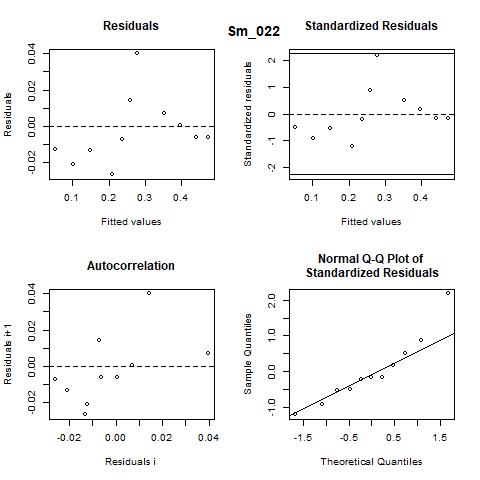 Sm_022
Residuals
Residuals
-0.02 0.00 0.02 0.04
0.1 0.2 0.3 0.4
Fitted values
Standardized Residuals
Standardized residuals
-2 -1 0 1 2
0.1 0.2 0.3 0.4
Fitted values
Autocorrelation
Residuals i+1
-0.02 0.00 0.02 0.04
-0.02 0.00 0.02 0.04
Residuals i
Normal Q-Q Plot of
Standardized Residuals
Sample Quantiles
-1.0 0.0 1.0 2.0
-1.5 -0.5 0.5 1.5
Theoretical Quantiles